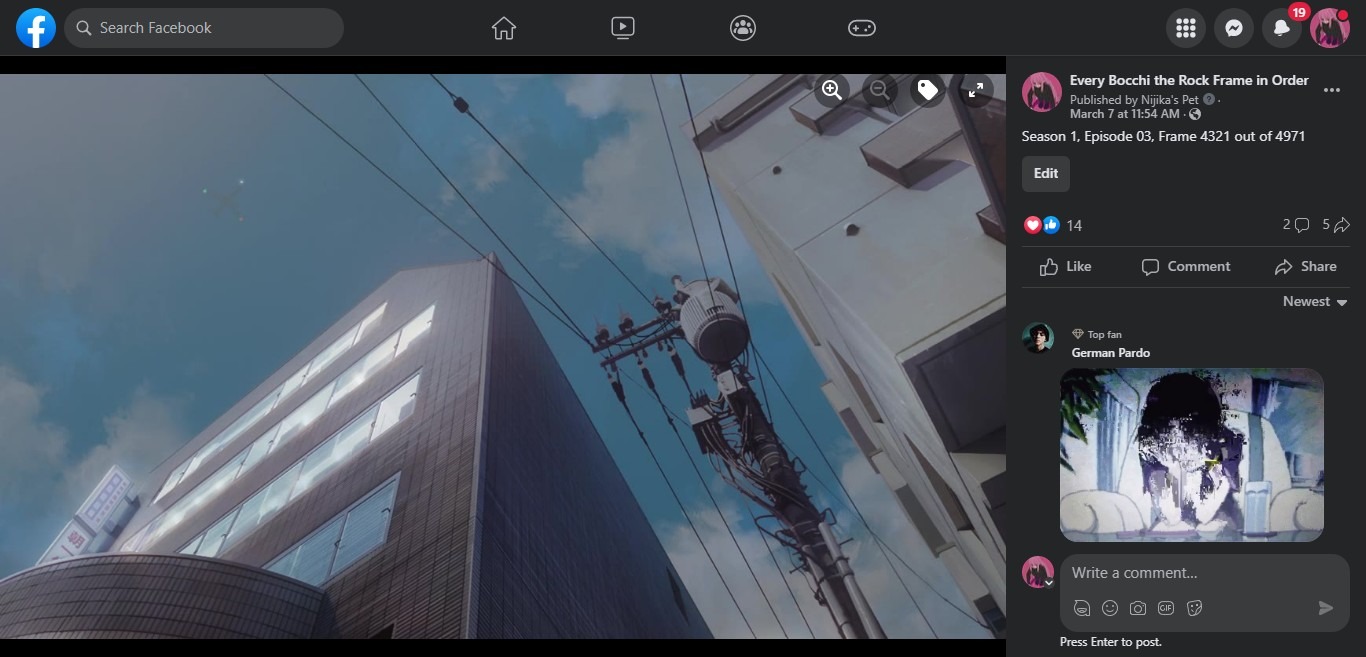 Search Facebook
19
Every Bocchi the Rock Frame in Order
Published by Nijika's Pet ·
March 7 at 11:54 AM ·
Season 1, Episode 03, Frame 4321 out of 4971
Edit
14
2
5
Like
Comment
Share
Newest
Top fan
German Pardo
Write a comment...
GIF
Press Enter to post.